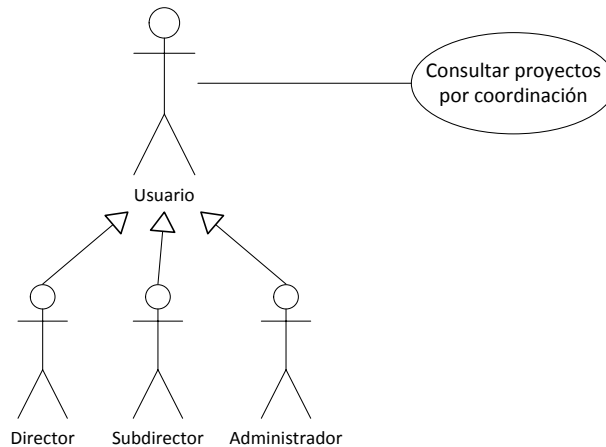 Consultar proyectos
por coordinación
Usuario
Director
Subdirector
Administrador